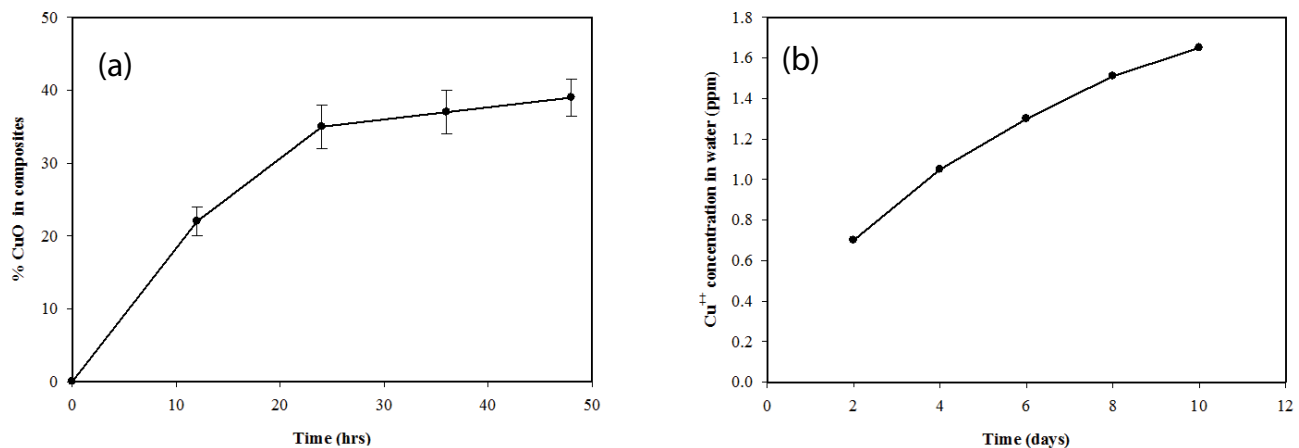 (a)
% CuO in composites
50
40
30
20
10
0
0 10 20 30 40 50
Time (hrs)
(b)
Cu⁺⁺ concentration in water (ppm)
1.8
1.6
1.4
1.2
1.0
0.8
0.6
0.4
0.2
0.0
0 2 4 6 8 10 12
Time (days)